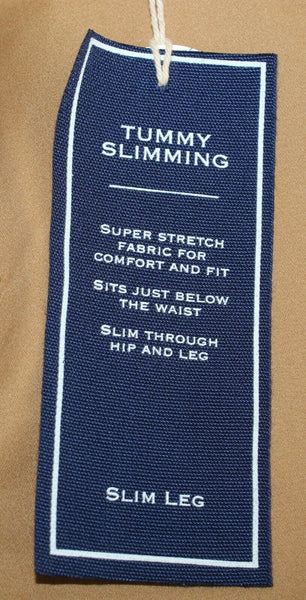 TUMMY
SLIMMING
SUPER STRETCH
FABRIC FOR
COMFORT AND FIT
SITS JUST BELOW
THE WAIST
SLIM THROUGH
HIP AND LEG
SLIM LEG